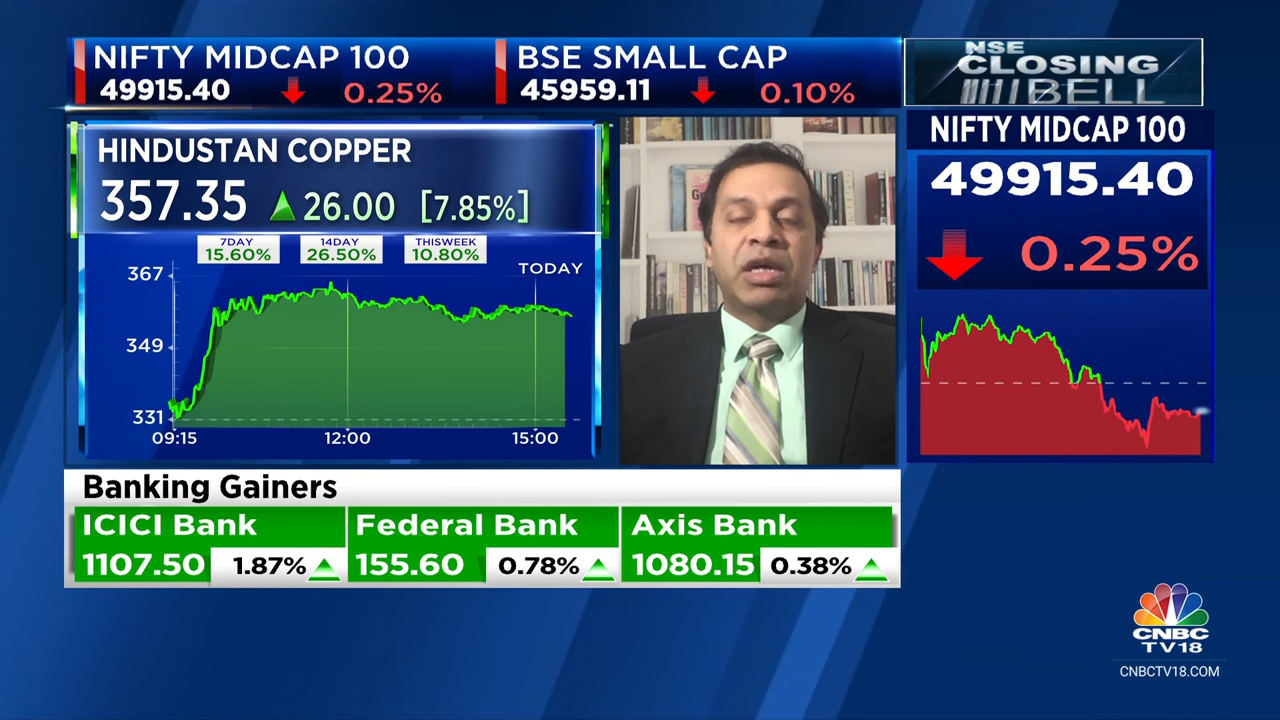 NIFTY MIDCAP 100
49915.40 0.25%
BSE SMALL CAP
45959.11 0.10%
NSE
CLOSING
BELL
HINDUSTAN COPPER
357.35 26.00 [7.85%]
7DAY
15.60%
14DAY
26.50%
THISWEEK
10.80%
TODAY
367
349
331
09:15 12:00 15:00
NIFTY MIDCAP 100
49915.40
0.25%
Banking Gainers
ICICI Bank
1107.50 1.87%
Federal Bank
155.60 0.78%
Axis Bank
1080.15 0.38%
CNBC
TV18
CNBCTV18.COM